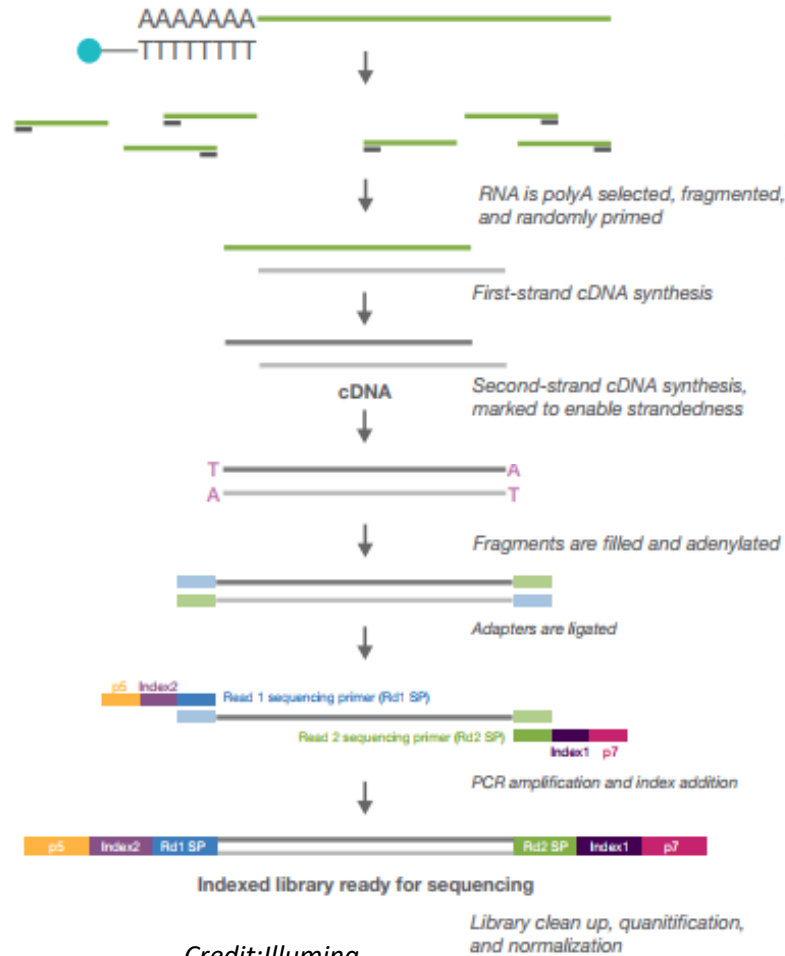 AAAAAAA
TTTTTTTT
RNA is polyA selected, fragmented,
and randomly primed
First-strand cDNA synthesis
cDNA
Second-strand cDNA synthesis,
marked to enable strandedness
T A
A T
Fragments are filled and adenylated
Adapters are ligated
p5 Index2
Read 1 sequencing primer (Rd1 SP)
Read 2 sequencing primer (Rd2 SP)
Index1 p7
PCR amplification and index addition
p5 Index2 Rd1 SP Rd2 SP Index1 p7
Indexed library ready for sequencing
Library clean up, quanitification,
and normalization
Credit:Illumina